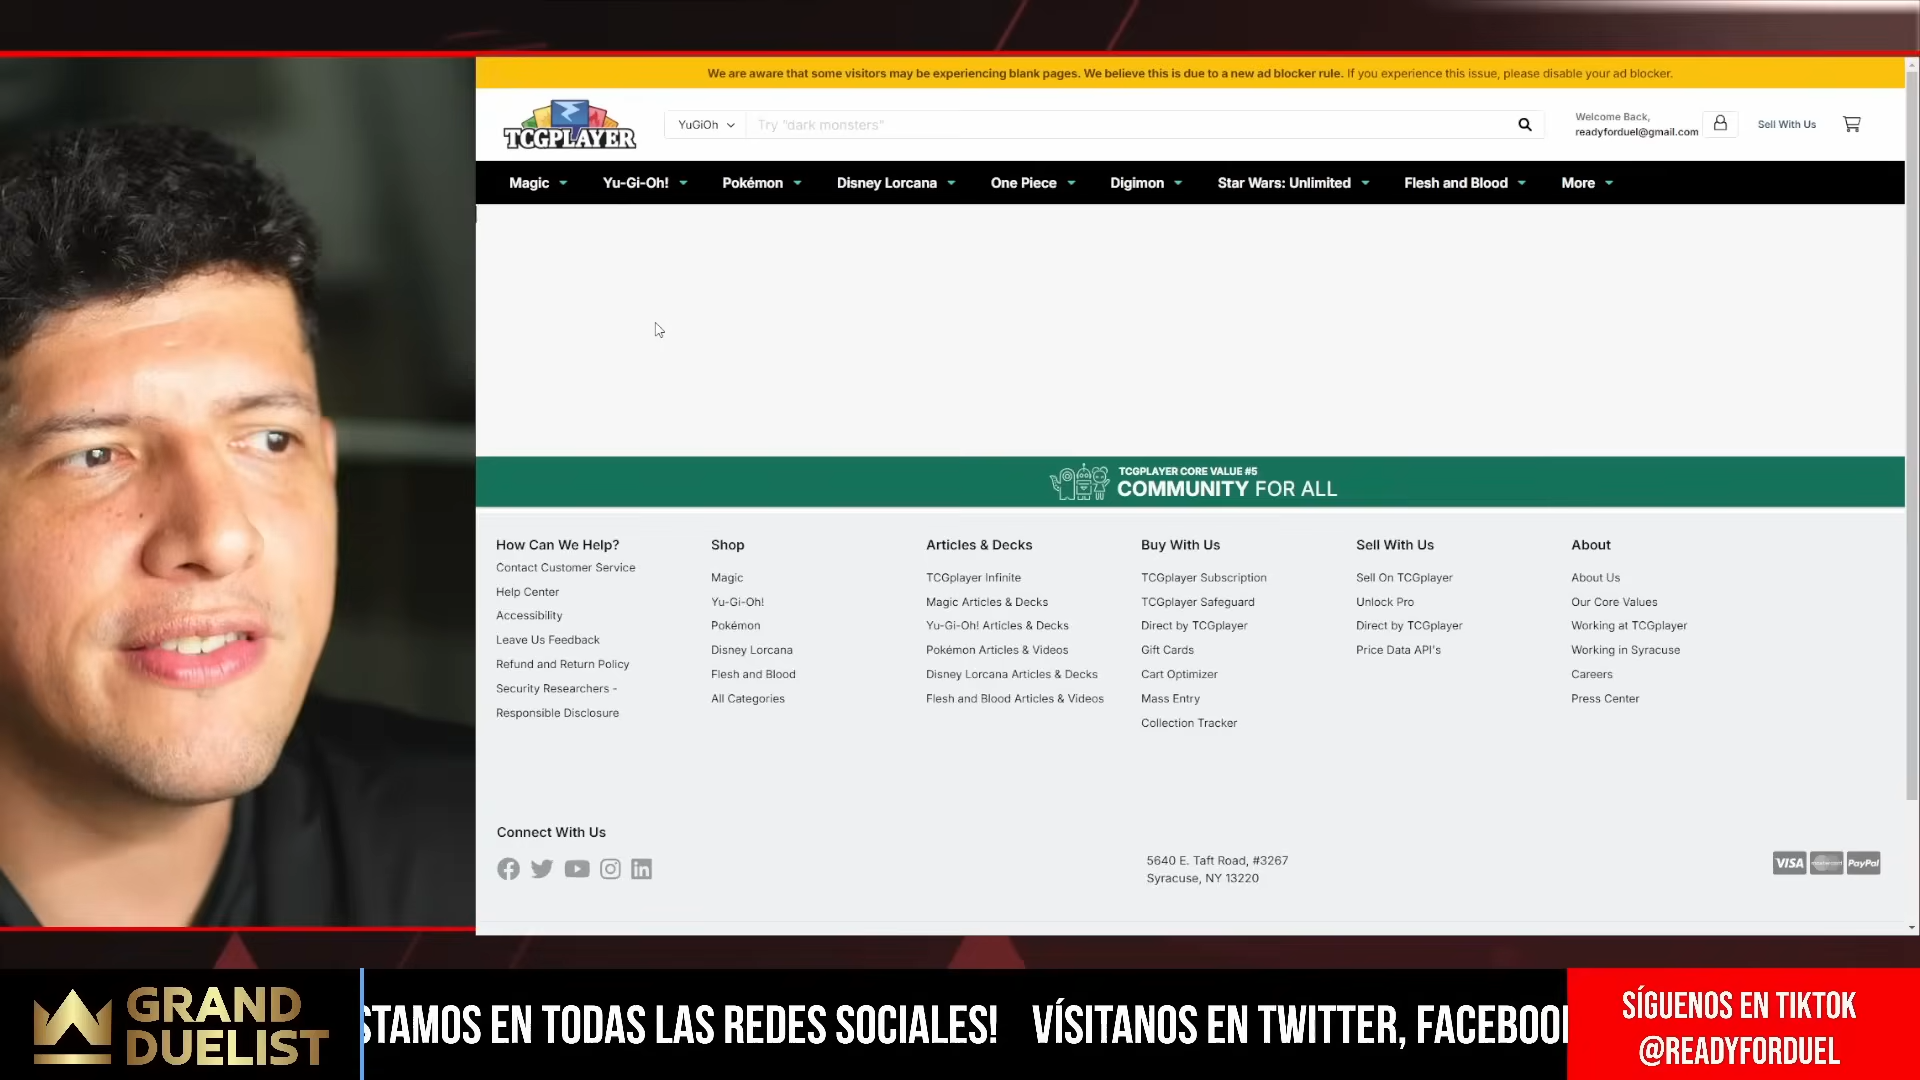 We are aware that some visitors may be experiencing blank pages. We believe this is due to a new ad blocker rule. If you experience this issue, please disable your ad blocker.
TCGPLAYER
YuGiOh
Try "dark monsters"
Welcome Back,
readyforduel@gmail.com
Sell With Us
Magic
Yu-Gi-Oh!
Pokémon
Disney Lorcana
One Piece
Digimon
Star Wars: Unlimited
Flesh and Blood
More
TCGPLAYER CORE VALUE #5
COMMUNITY FOR ALL
How Can We Help?
Contact Customer Service
Help Center
Accessibility
Leave Us Feedback
Refund and Return Policy
Security Researchers -
Responsible Disclosure
Shop
Magic
Yu-Gi-Oh!
Pokémon
Disney Lorcana
Flesh and Blood
All Categories
Articles & Decks
TCGplayer Infinite
Magic Articles & Decks
Yu-Gi-Oh! Articles & Decks
Pokémon Articles & Videos
Disney Lorcana Articles & Decks
Flesh and Blood Articles & Videos
Buy With Us
TCGplayer Subscription
TCGplayer Safeguard
Direct by TCGplayer
Gift Cards
Cart Optimizer
Mass Entry
Collection Tracker
Sell With Us
Sell On TCGplayer
Unlock Pro
Direct by TCGplayer
Price Data API's
About
About Us
Our Core Values
Working at TCGplayer
Working in Syracuse
Careers
Press Center
Connect With Us
5640 E. Taft Road, #3267
Syracuse, NY 13220
VISA
PayPal
GRAND
DUELIST
STAMOS EN TODAS LAS REDES SOCIALES! VÍSITANOS EN TWITTER, FACEBOO
SÍGUENOS EN TIKTOK
@READYFORDUEL